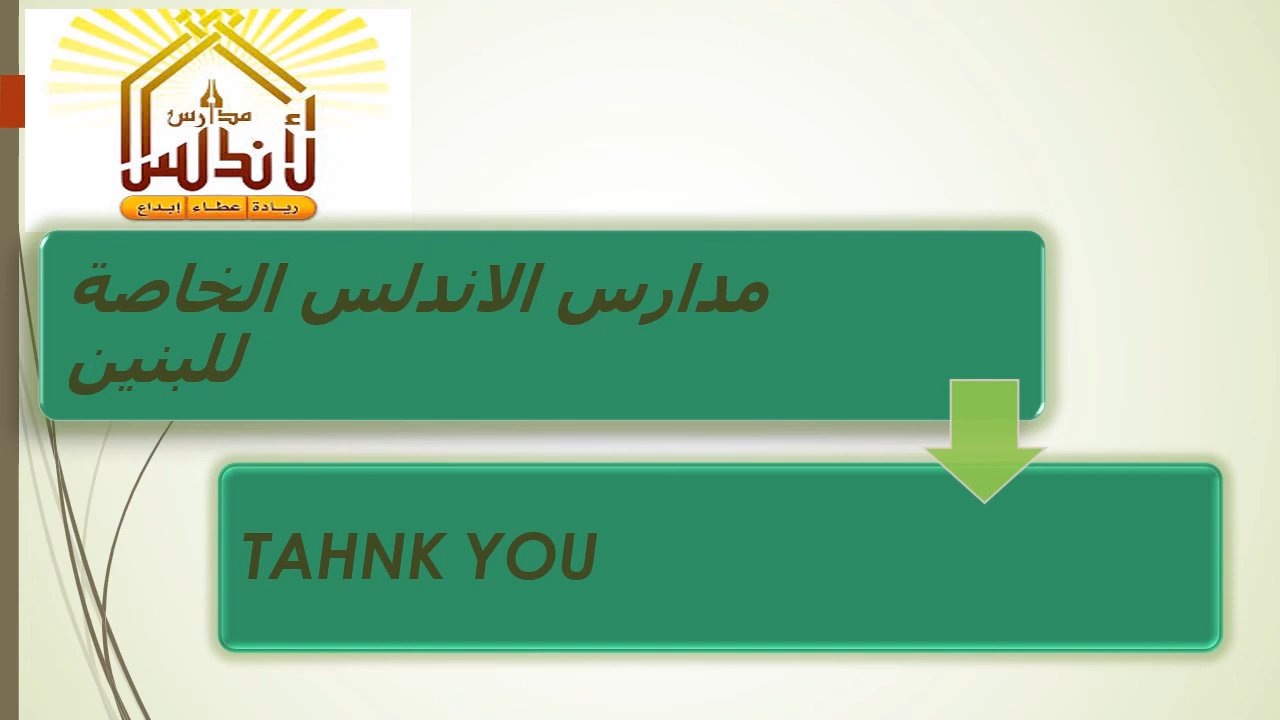 مدارس
الأندلس
ريادة عطاء إبداع
مدارس الاندلس الخاصة
للبنين
TAHNK YOU